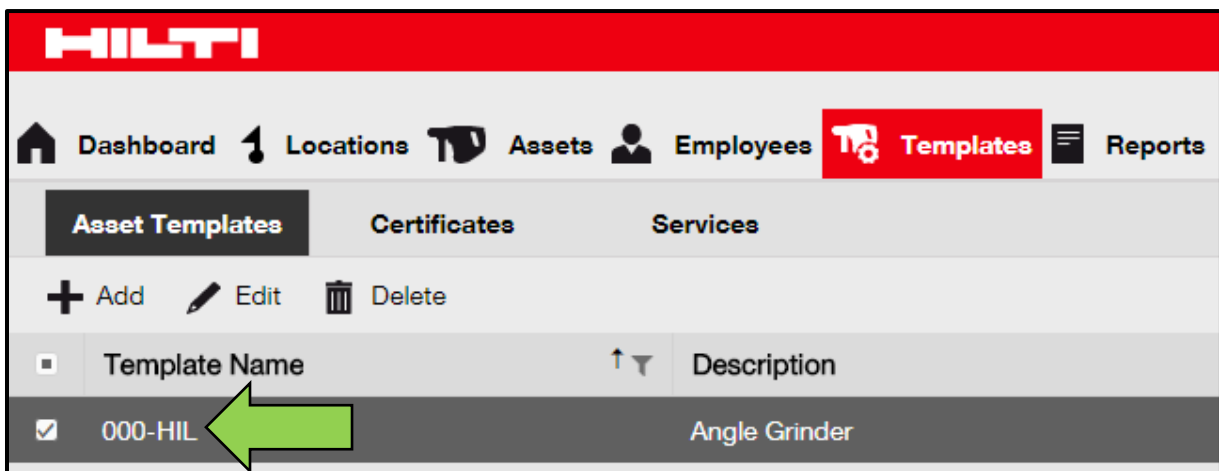 HILTI
Dashboard Locations Assets Employees Templates Reports
Asset Templates Certificates Services
Add Edit Delete
Template Name Description
000-HIL Angle Grinder